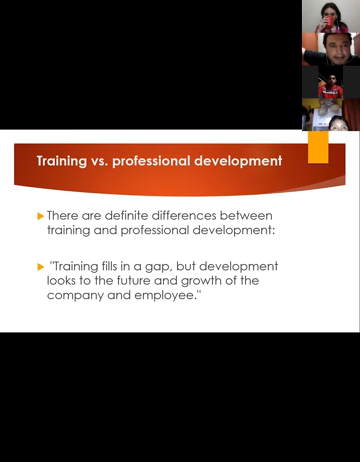 Training vs. professional development
There are definite differences between
training and professional development:
"Training fills in a gap, but development
looks to the future and growth of the
company and employee."